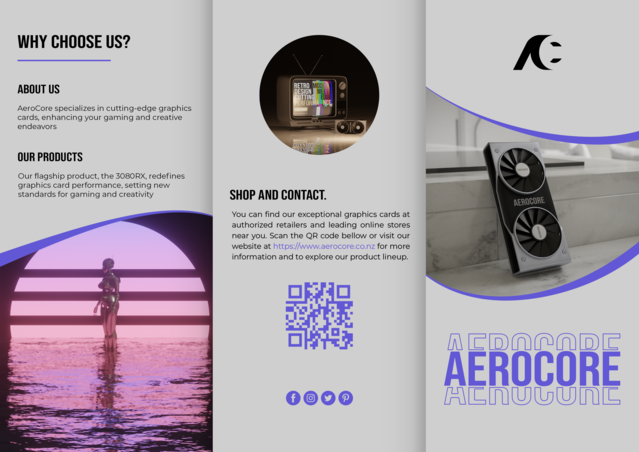 WHY CHOOSE US?
ABOUT US
AeroCore specializes in cutting-edge graphics
cards, enhancing your gaming and creative
endeavors
OUR PRODUCTS
Our flagship product, the 3080RX, redefines
graphics card performance, setting new
standards for gaming and creativity
RETRO
DESIGN
SHOP AND CONTACT.
You can find our exceptional graphics cards at
authorized retailers and leading online stores
near you. Scan the QR code bellow or visit our
website at https://www.aerocore.co.nz for more
information and to explore our product lineup.
AC
AEROCORE
AEROCORE
AEROCORE
AEROCORE